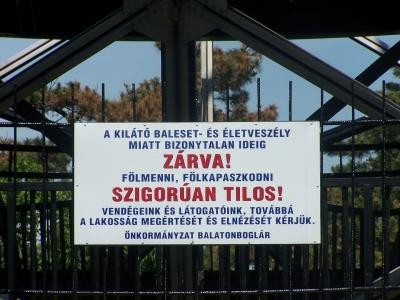 A KILÁTÓ BALESET- ÉS ÉLETVESZÉLY
MIATT BIZONYTALAN IDEIG
ZÁRVA!
FÖLMENNI, FÖLKAPASZKODNI
SZIGORÚAN TILOS!
VENDÉGEINK ÉS LÁTOGATÓINK, TOVÁBBÁ
A LAKOSSÁG MEGÉRTÉSÉT ÉS ELNÉZÉSÉT KÉRJÜK.
ÖNKORMÁNYZAT BALATONBOGLÁR